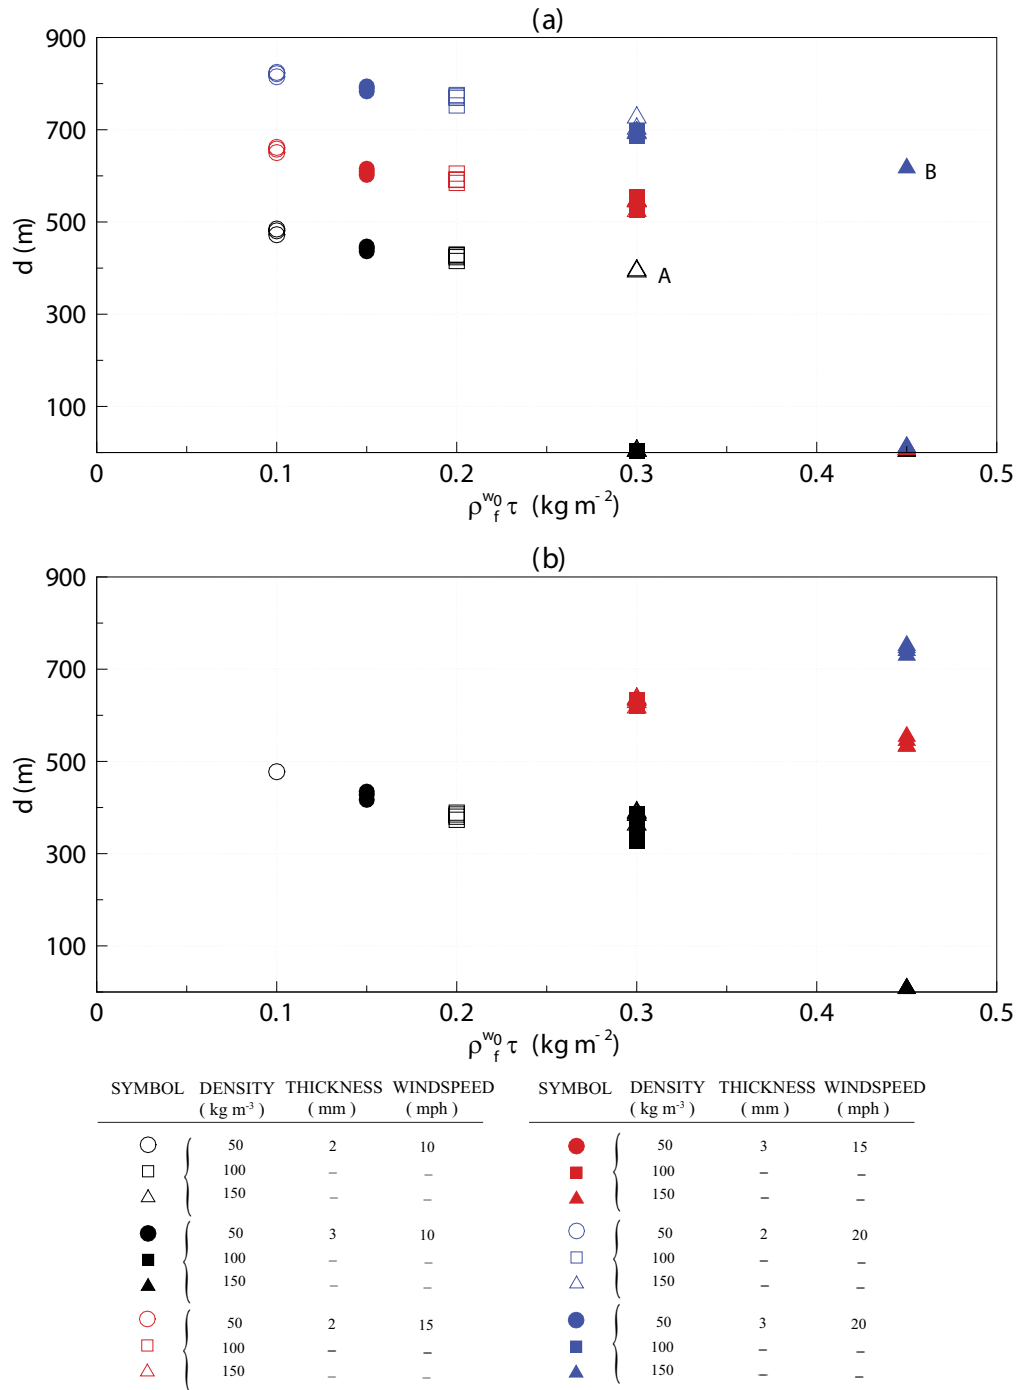 (a)
900
700
500
300
100
d (m)
A
B
0 0.1 0.2 0.3 0.4 0.5
ρ_f^{w_0} τ (kg m⁻²)
(b)
900
700
500
300
100
d (m)
0 0.1 0.2 0.3 0.4 0.5
ρ_f^{w_0} τ (kg m⁻²)
SYMBOL DENSITY THICKNESS WINDSPEED
( kg m⁻³ ) ( mm ) ( mph )
50 2 10
100 – –
150 – –
50 3 10
100 – –
150 – –
50 2 15
100 – –
150 – –
SYMBOL DENSITY THICKNESS WINDSPEED
( kg m⁻³ ) ( mm ) ( mph )
50 3 15
100 – –
150 – –
50 2 20
100 – –
150 – –
50 3 20
100 – –
150 – –